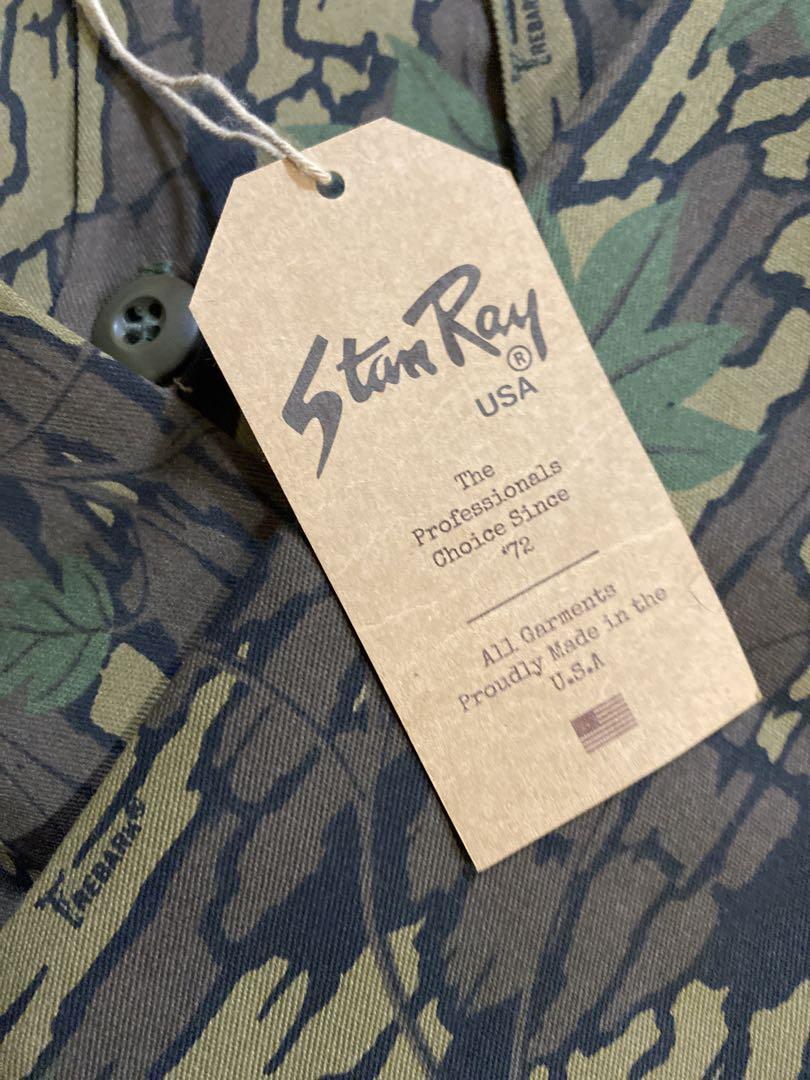 TREBARK
Stan Ray ®
USA
The
Professionals
Choice Since
'72
All Garments
Proudly Made in the
U.S.A
TREBARK®